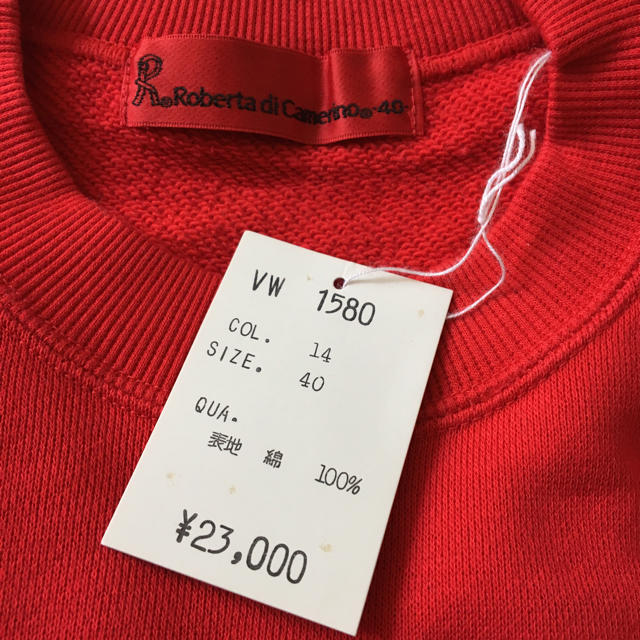 R® Roberta di Camerino® -40-
VW 1580
COL. 14
SIZE. 40
QUA.
表地 綿 100%
¥23,000